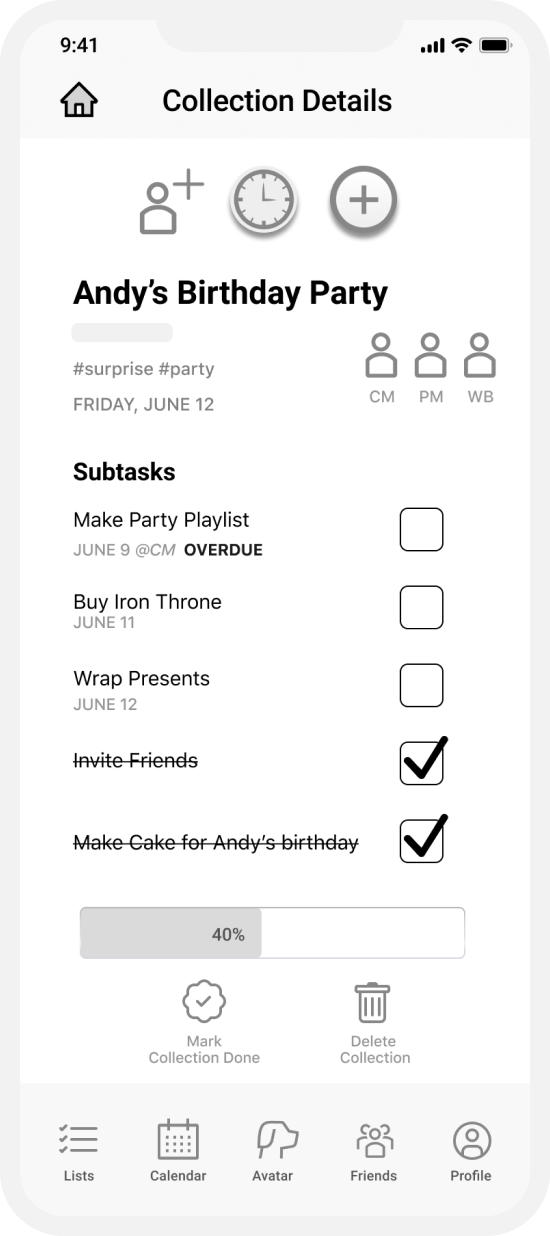 9:41
Collection Details
Andy’s Birthday Party
#surprise #party
FRIDAY, JUNE 12
CM PM WB
Subtasks
Make Party Playlist
JUNE 9 @CM OVERDUE
Buy Iron Throne
JUNE 11
Wrap Presents
JUNE 12
Invite Friends
Make Cake for Andy’s birthday
40%
Mark
Collection Done
Delete
Collection
Lists Calendar Avatar Friends Profile